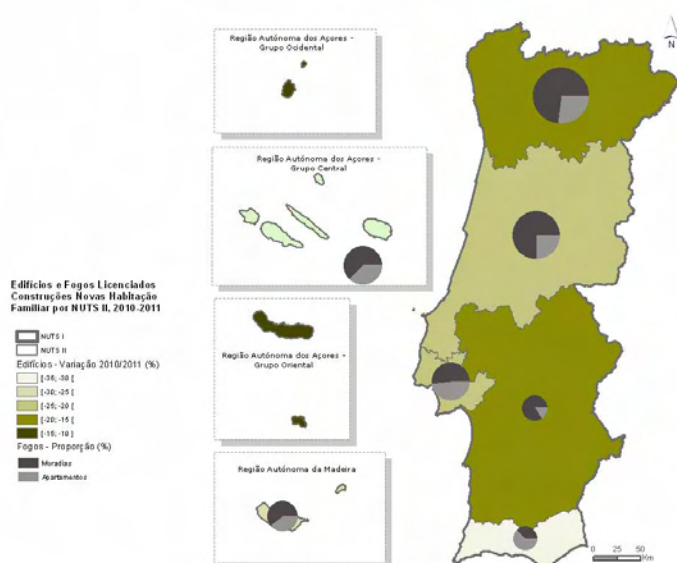 Região Autónoma dos Açores -
Grupo Ocidental
N
Região Autónoma dos Açores -
Grupo Central
Edifícios e Fogos Licenciados
Construções Novas Habitação
Familiar por NUTS II, 2010-2011
NUTS I
NUTS II
Edifícios - Variação 2010/2011 (%)
[-35; -30 [
[-30; -25 [
[-25; -20 [
[-20; -15 [
[-15; -10 ]
Fogos - Proporção (%)
Moradias
Apartamentos
Região Autónoma dos Açores -
Grupo Oriental
Região Autónoma da Madeira
0 25 50
Km